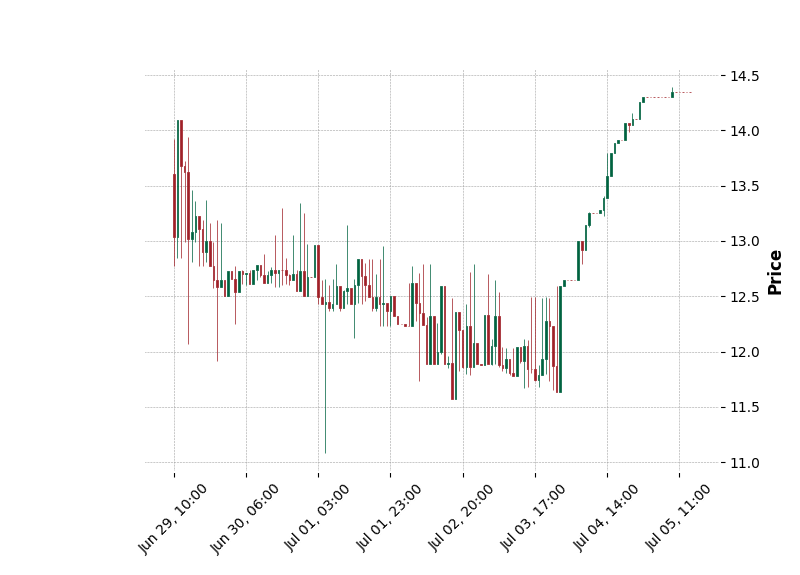 14.5
14.0
13.5
13.0
12.5
12.0
11.5
11.0
Price
Jun 29, 10:00
Jun 30, 06:00
Jul 01, 03:00
Jul 01, 23:00
Jul 02, 20:00
Jul 03, 17:00
Jul 04, 14:00
Jul 05, 11:00